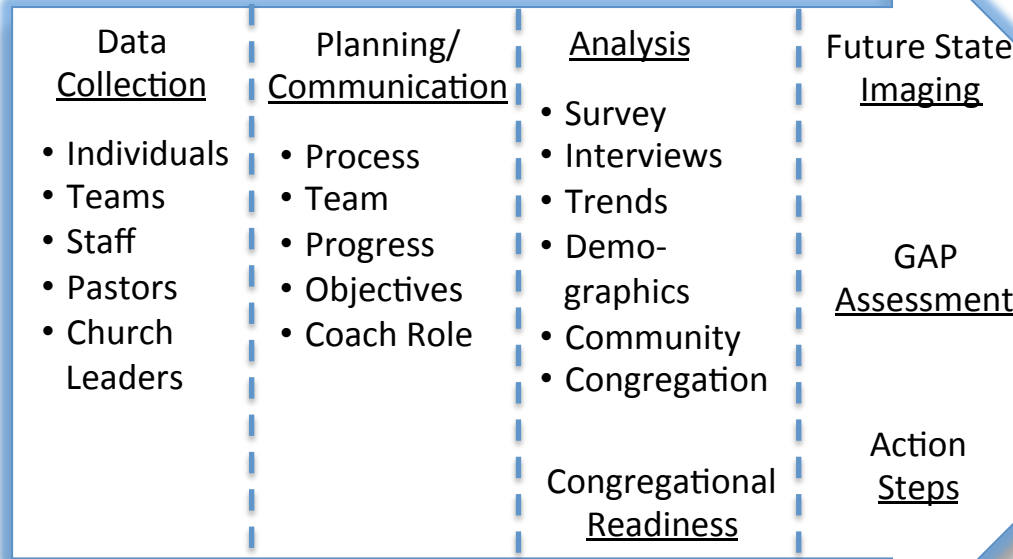 Data
Collection
• Individuals
• Teams
• Staff
• Pastors
• Church
Leaders
Planning/
Communication
• Process
• Team
• Progress
• Objectives
• Coach Role
Analysis
• Survey
• Interviews
• Trends
• Demo-
graphics
• Community
• Congregation
Congregational
Readiness
Future State
Imaging
GAP
Assessment
Action
Steps